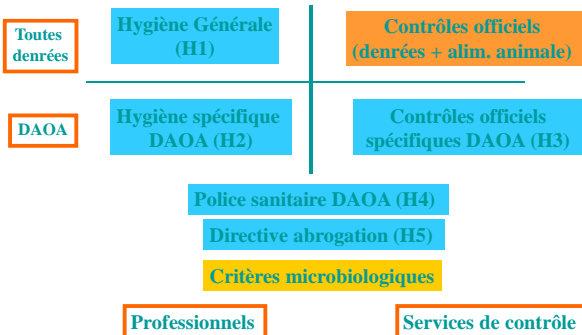 Toutes
denrées
Hygiène Générale
(H1)
Contrôles officiels
(denrées + alim. animale)
DAOA
Hygiène spécifique
DAOA (H2)
Contrôles officiels
spécifiques DAOA (H3)
Police sanitaire DAOA (H4)
Directive abrogation (H5)
Critères microbiologiques
Professionnels
Services de contrôle